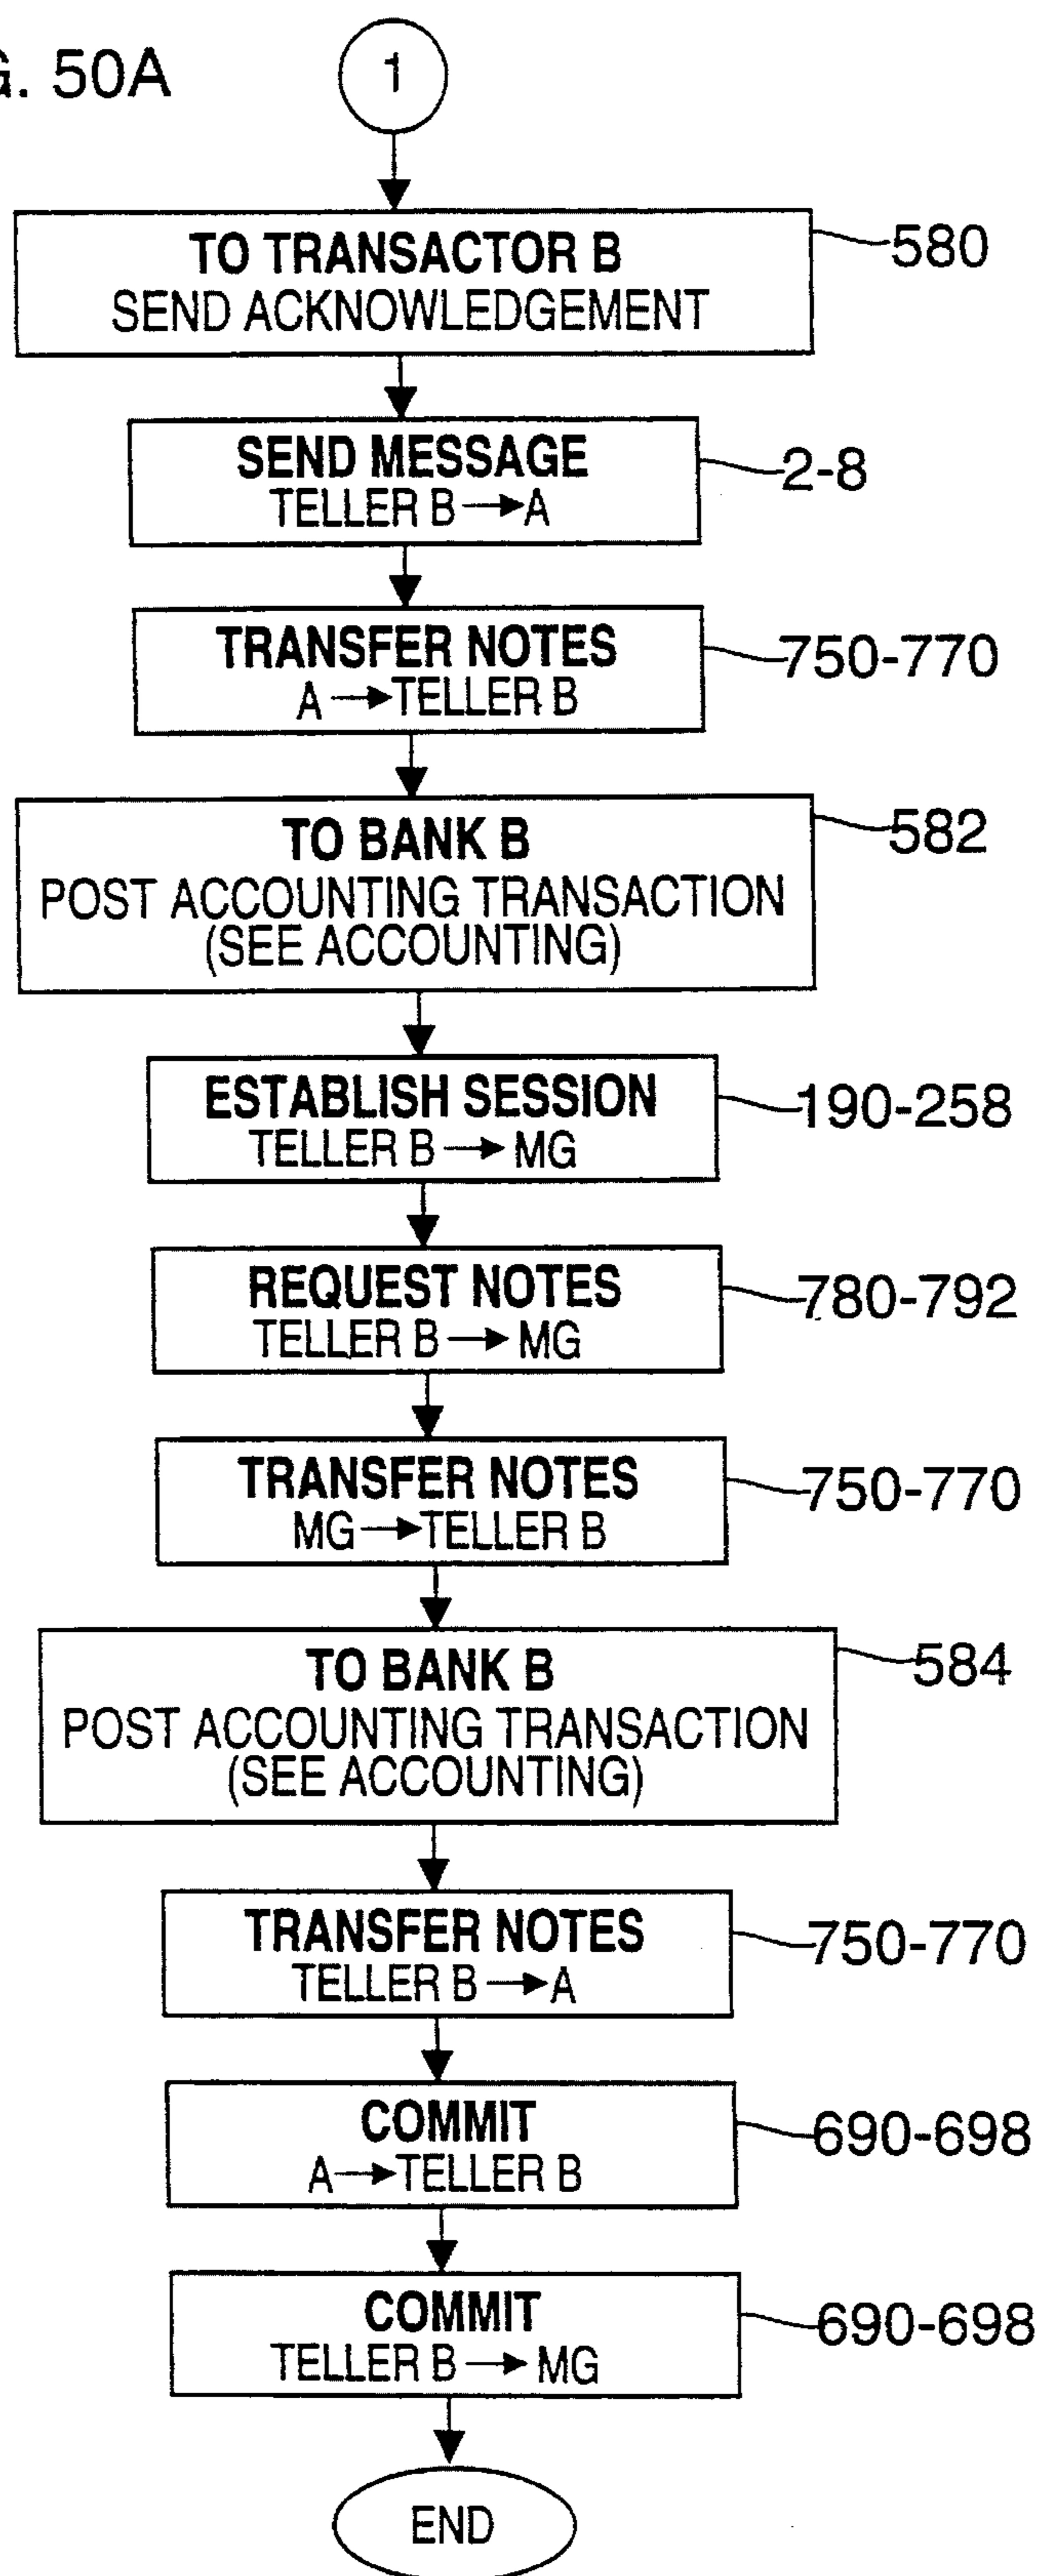 G. 50A
1
TO TRANSACTOR B
SEND ACKNOWLEDGEMENT
580
SEND MESSAGE
TELLER B → A
2-8
TRANSFER NOTES
A → TELLER B
750-770
TO BANK B
POST ACCOUNTING TRANSACTION
(SEE ACCOUNTING)
582
ESTABLISH SESSION
TELLER B → MG
190-258
REQUEST NOTES
TELLER B → MG
780-792
TRANSFER NOTES
MG → TELLER B
750-770
TO BANK B
POST ACCOUNTING TRANSACTION
(SEE ACCOUNTING)
584
TRANSFER NOTES
TELLER B → A
750-770
COMMIT
A → TELLER B
690-698
COMMIT
TELLER B → MG
690-698
END